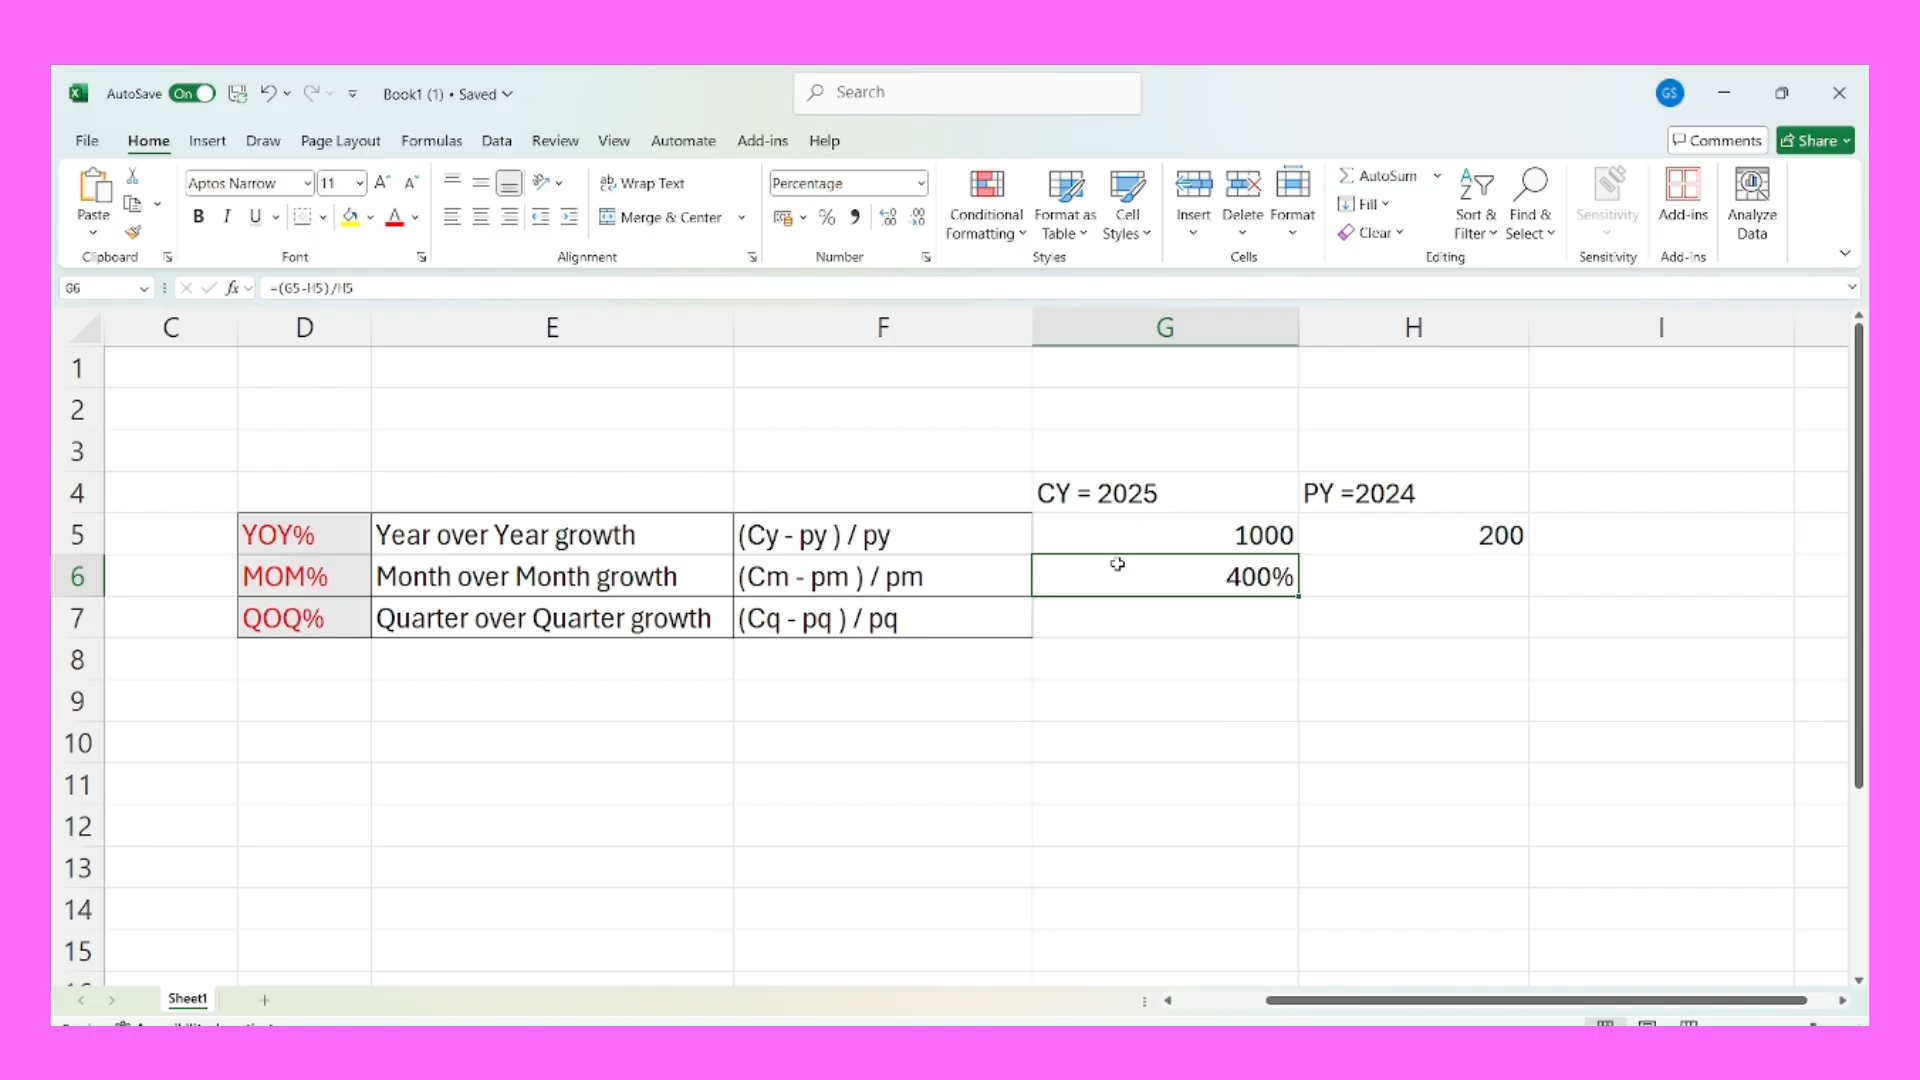 AutoSave On Book1 (1) • Saved Search GS
File Home Insert Draw Page Layout Formulas Data Review View Automate Add-ins Help Comments Share
Paste
Clipboard
Aptos Narrow 11
B I U
Font
Wrap Text
Merge & Center
Alignment
Percentage
Number
Conditional Formatting
Format as Table
Cell Styles
Styles
Insert Delete Format
Cells
AutoSum
Fill
Clear
Sort & Filter
Find & Select
Editing
Sensitivity
Sensitivity
Add-ins
Add-ins
Analyze Data
G6 fx =(G5-H5)/H5
C D E F G H I
1
2
3
4 CY = 2025 PY =2024
5 YOY% Year over Year growth (Cy - py ) / py 1000 200
6 MOM% Month over Month growth (Cm - pm ) / pm 400%
7 QOQ% Quarter over Quarter growth (Cq - pq ) / pq
8
9
10
11
12
13
14
15
Sheet1